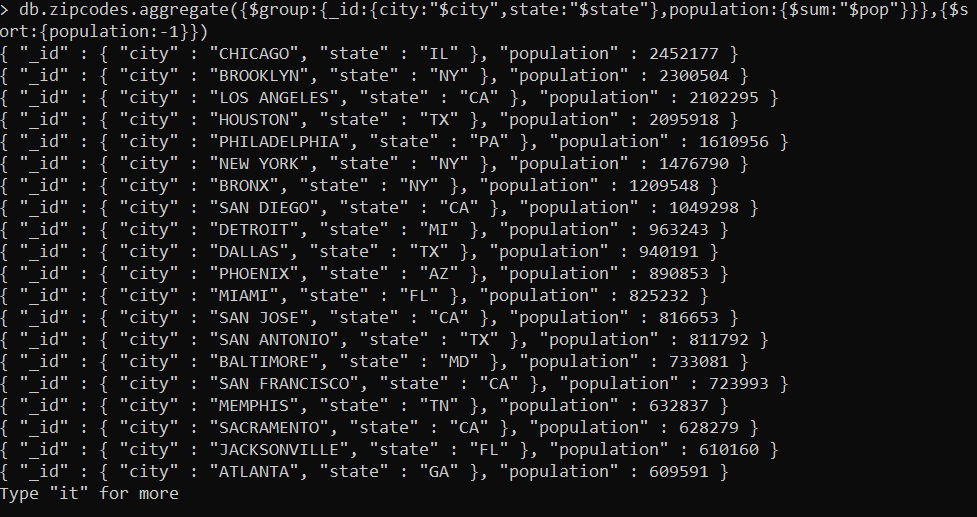 > db.zipcodes.aggregate({$group:{_id:{city:"$city",state:"$state"},population:{$sum:"$pop"}}},{$s
ort:{population:-1}})
{ "_id" : { "city" : "CHICAGO", "state" : "IL" }, "population" : 2452177 }
{ "_id" : { "city" : "BROOKLYN", "state" : "NY" }, "population" : 2300504 }
{ "_id" : { "city" : "LOS ANGELES", "state" : "CA" }, "population" : 2102295 }
{ "_id" : { "city" : "HOUSTON", "state" : "TX" }, "population" : 2095918 }
{ "_id" : { "city" : "PHILADELPHIA", "state" : "PA" }, "population" : 1610956 }
{ "_id" : { "city" : "NEW YORK", "state" : "NY" }, "population" : 1476790 }
{ "_id" : { "city" : "BRONX", "state" : "NY" }, "population" : 1209548 }
{ "_id" : { "city" : "SAN DIEGO", "state" : "CA" }, "population" : 1049298 }
{ "_id" : { "city" : "DETROIT", "state" : "MI" }, "population" : 963243 }
{ "_id" : { "city" : "DALLAS", "state" : "TX" }, "population" : 940191 }
{ "_id" : { "city" : "PHOENIX", "state" : "AZ" }, "population" : 890853 }
{ "_id" : { "city" : "MIAMI", "state" : "FL" }, "population" : 825232 }
{ "_id" : { "city" : "SAN JOSE", "state" : "CA" }, "population" : 816653 }
{ "_id" : { "city" : "SAN ANTONIO", "state" : "TX" }, "population" : 811792 }
{ "_id" : { "city" : "BALTIMORE", "state" : "MD" }, "population" : 733081 }
{ "_id" : { "city" : "SAN FRANCISCO", "state" : "CA" }, "population" : 723993 }
{ "_id" : { "city" : "MEMPHIS", "state" : "TN" }, "population" : 632837 }
{ "_id" : { "city" : "SACRAMENTO", "state" : "CA" }, "population" : 628279 }
{ "_id" : { "city" : "JACKSONVILLE", "state" : "FL" }, "population" : 610160 }
{ "_id" : { "city" : "ATLANTA", "state" : "GA" }, "population" : 609591 }
Type "it" for more